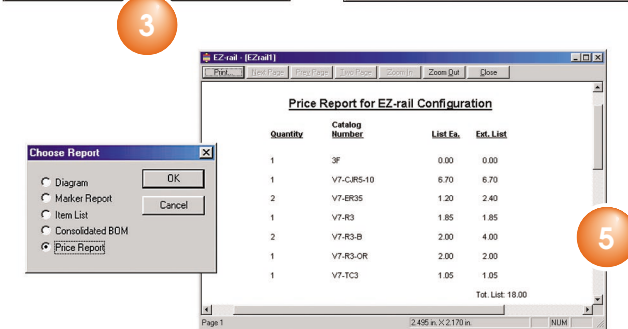 3
EZ-rail - [EZrail1]
Print... Next Page Prev Page Two Page Zoom In Zoom Out Close
Price Report for EZ-rail Configuration
Quantity Catalog Number List Ea. Ext. List
1 3F 0.00 0.00
1 V7-CJR5-10 6.70 6.70
2 V7-ER35 1.20 2.40
1 V7-R3 1.85 1.85
2 V7-R3-B 2.00 4.00
1 V7-R3-OR 2.00 2.00
1 V7-TC3 1.05 1.05
Tot. List: 18.00
Page 1 2.495 in. X 2.170 in. NUM
Choose Report
Diagram
Marker Report
Item List
Consolidated BOM
Price Report
OK
Cancel
5